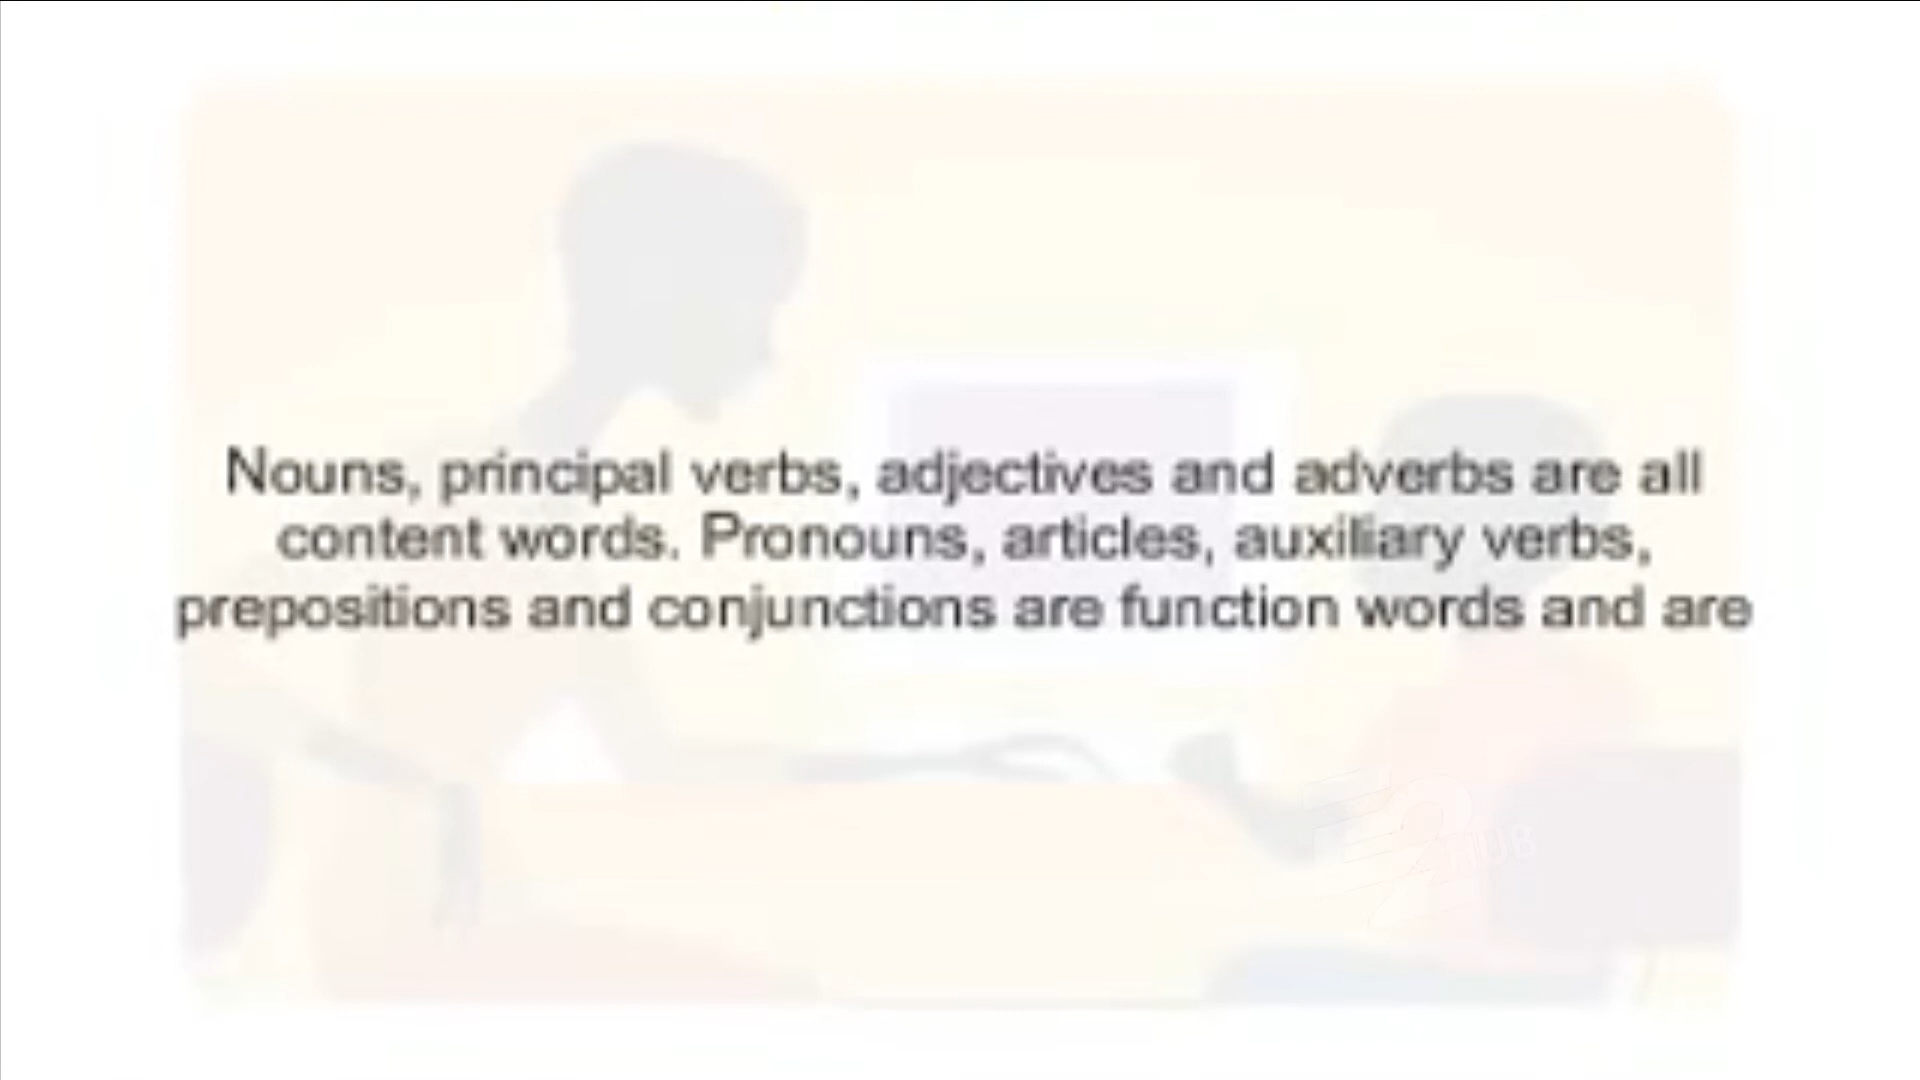 Nouns, principal verbs, adjectives and adverbs are all
content words. Pronouns, articles, auxiliary verbs,
prepositions and conjunctions are function words and are